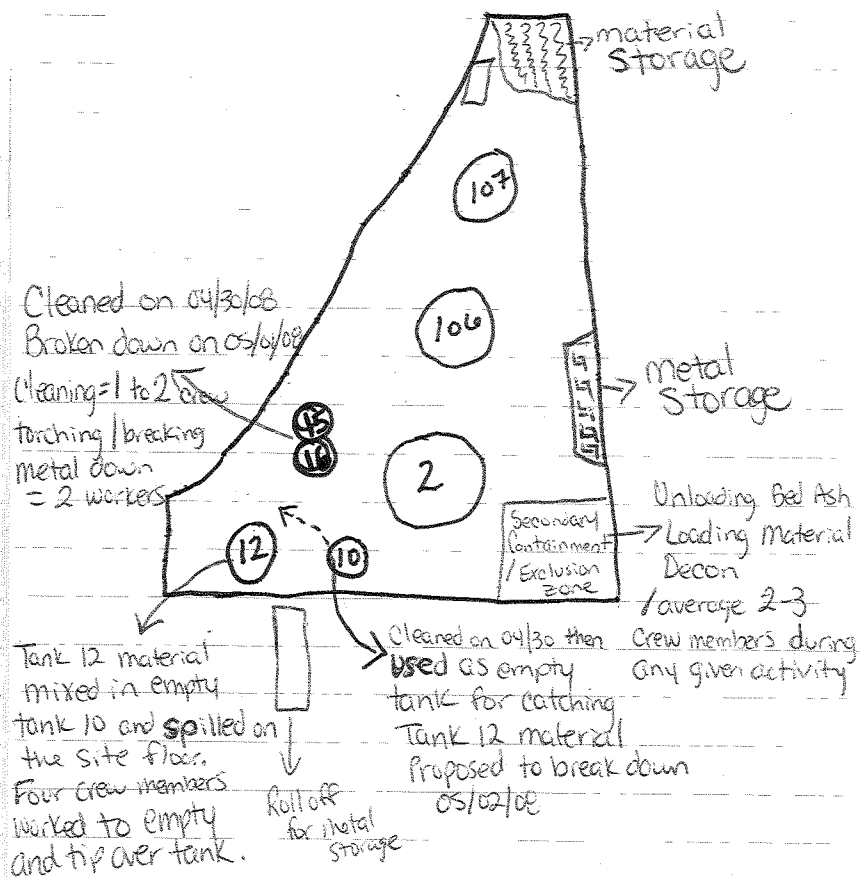 material
storage
107
106
Cleaned on 04/30/08
Broken down on 05/01/08
Cleaning = 1 to 2 crew
torching / breaking
metal down
= 2 workers
45
16
2
metal
storage
12
10
Secondary
Containment
/ Exclusion
zone
Unloading Bed Ash
Loading Material
Decon
/average 2-3
crew members during
any given activity
Tank 12 material
mixed in empty
tank 10 and spilled on
the site floor.
Four crew members
worked to empty
and tip over tank.
Roll off
for metal
storage
Cleaned on 04/30 then
used as empty
tank for catching
Tank 12 material
Proposed to break down
05/02/08